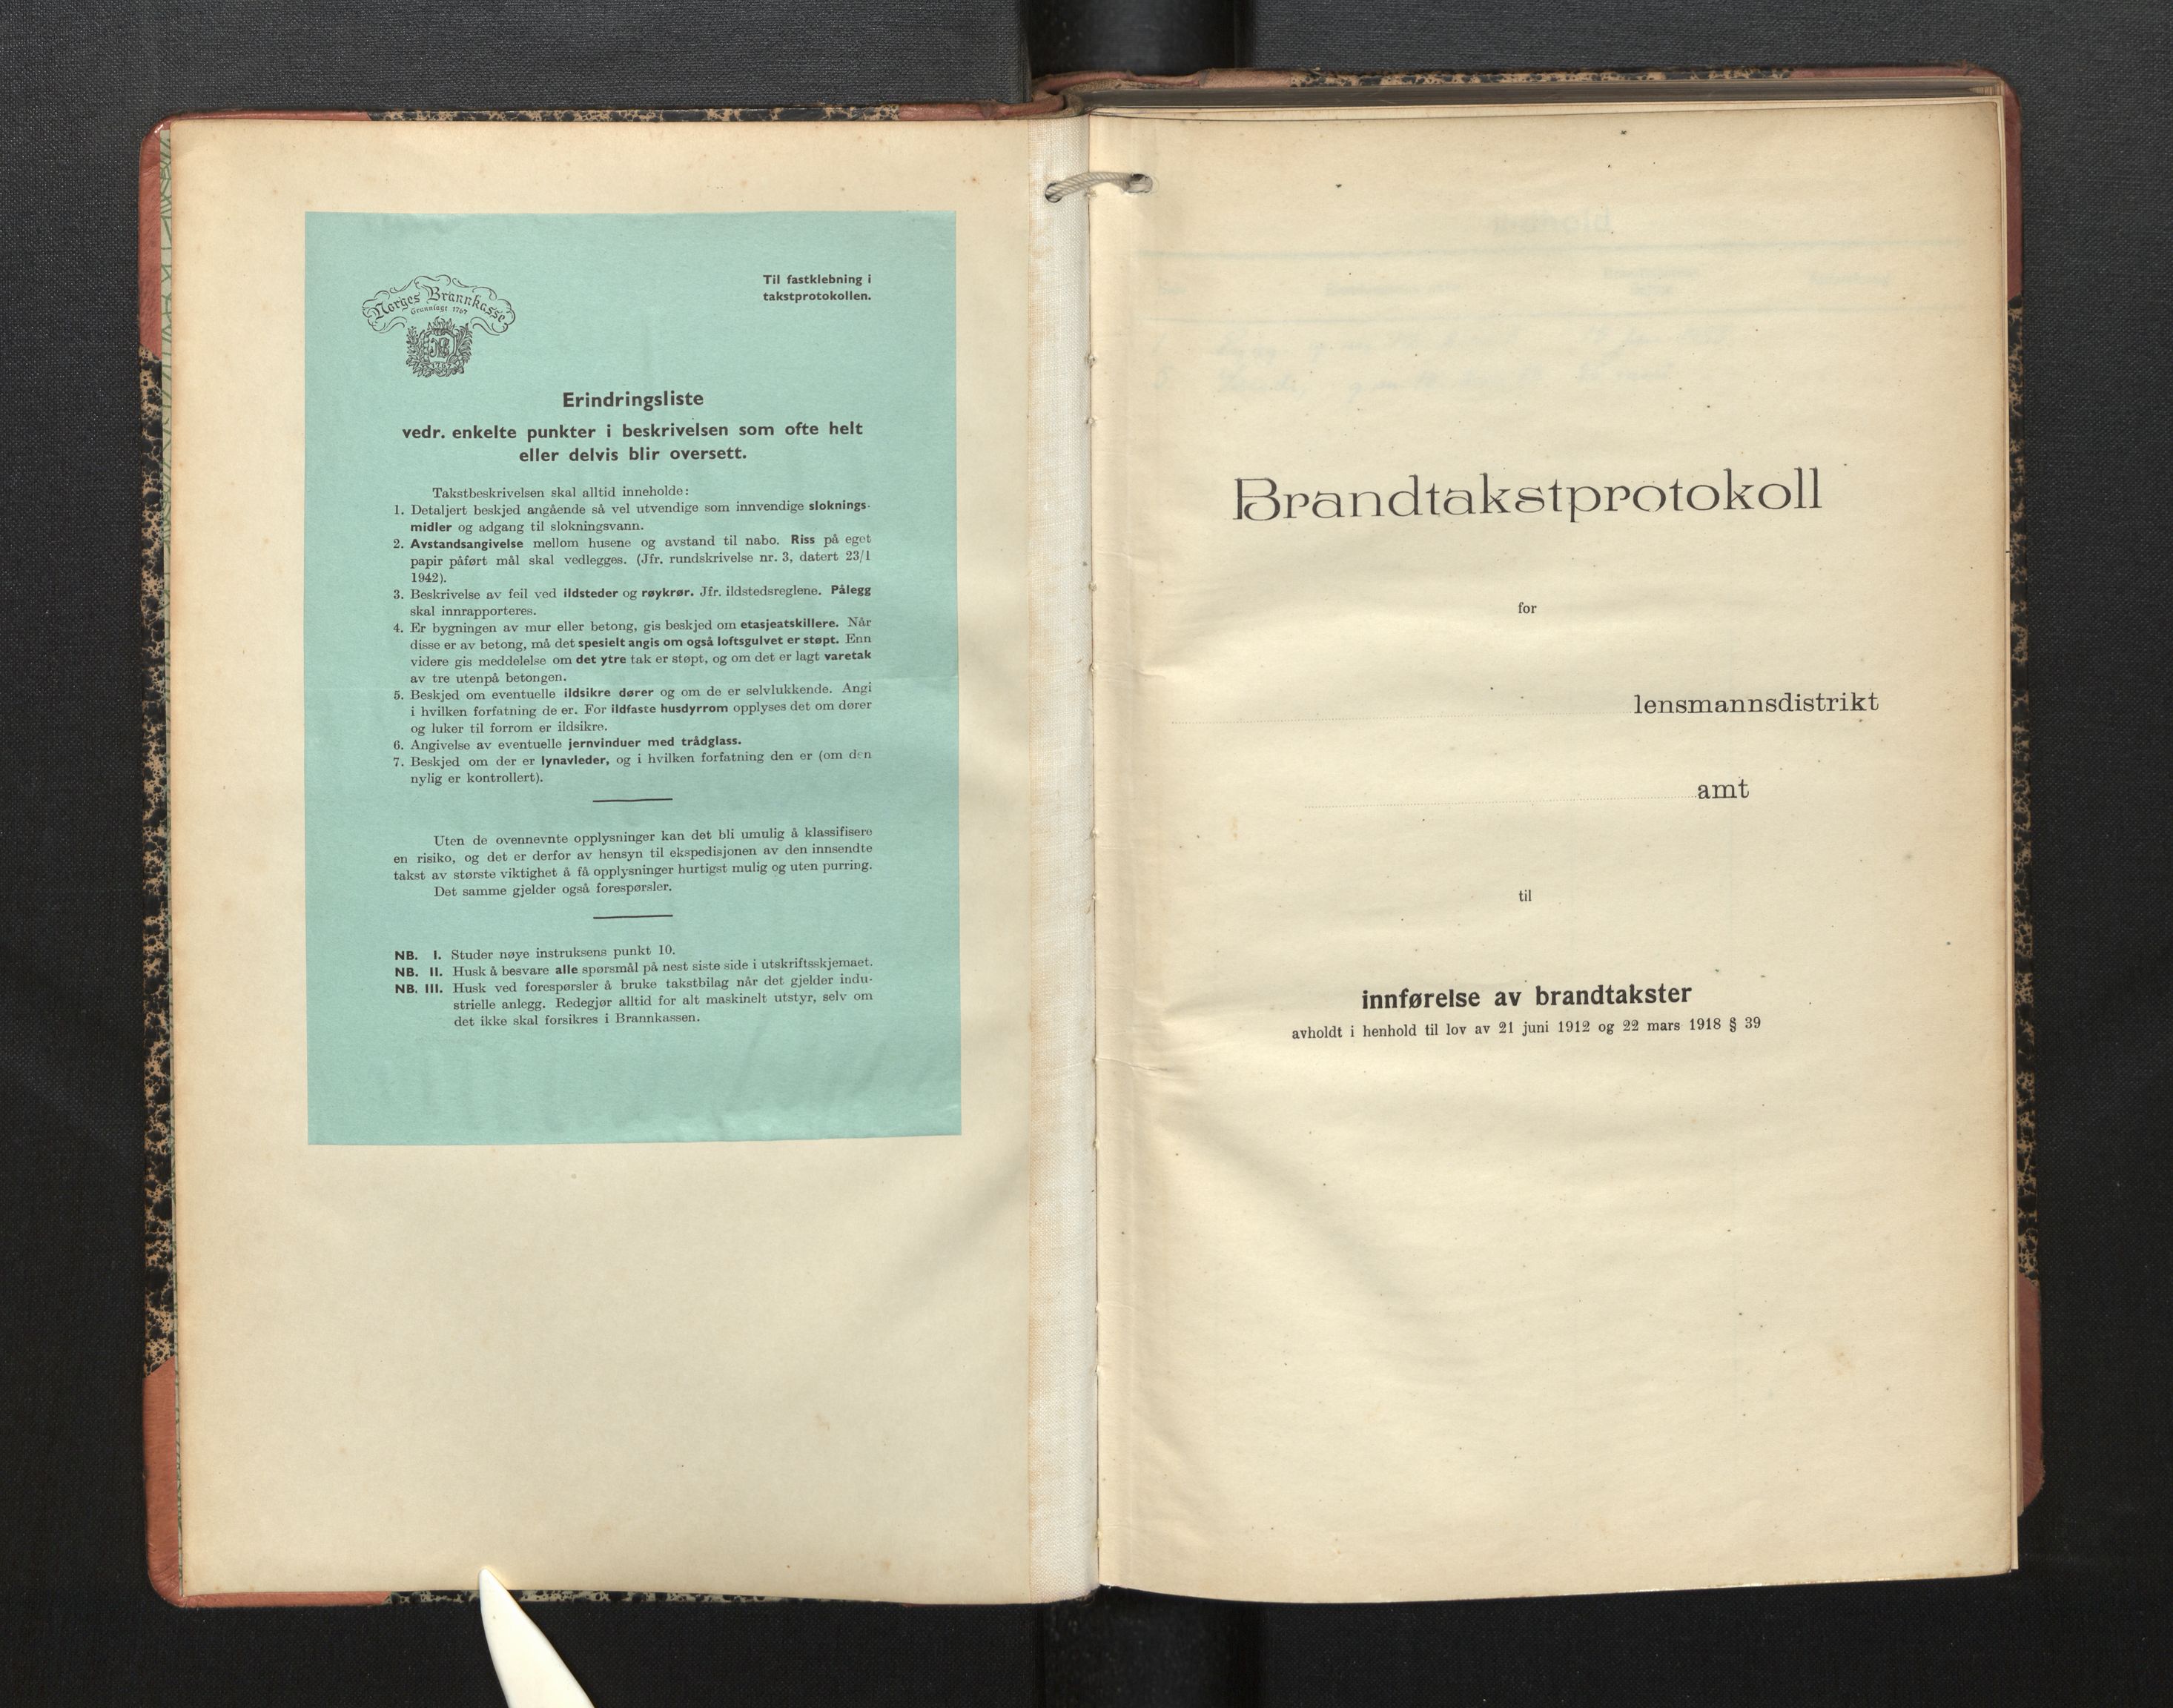 Norges Brannkasse
Grunnlagt 1767
Til fastklebning i
takstprotokollen.
Erindringsliste
vedr. enkelte punkter i beskrivelsen som ofte helt
eller delvis blir oversett.
Takstbeskrivelsen skal alltid inneholde:
1. Detaljert beskjed angående så vel utvendige som innvendige sloknings-
midler og adgang til slokningsvann.
2. Avstandsangivelse mellom husene og avstand til nabo. Riss på eget
papir påført mål skal vedlegges. (Jfr. rundskrivelse nr. 3, datert 23/1
1942).
3. Beskrivelse av feil ved ildsteder og røykrør. Jfr. ildstedsreglene. Pålegg
skal innrapporteres.
4. Er bygningen av mur eller betong, gis beskjed om etasjeatskillere. Når
disse er av betong, må det spesielt angis om også loftsgulvet er støpt. Enn
videre gis meddelelse om det ytre tak er støpt, og om det er lagt varetak
av tre utenpå betongen.
5. Beskjed om eventuelle ildsikre dører og om de er selvlukkende. Angi
i hvilken forfatning de er. For ildfaste husdyrrom opplyses det om dører
og luker til forrom er ildsikre.
6. Angivelse av eventuelle jernvinduer med trådglass.
7. Beskjed om der er lynavleder, og i hvilken forfatning den er (om den
nylig er kontrollert).
Uten de ovennevnte opplysninger kan det bli umulig å klassifisere
en risiko, og det er derfor av hensyn til ekspedisjonen av den innsendte
takst av største viktighet å få opplysninger hurtigst mulig og uten purring.
Det samme gjelder også forespørsler.
NB. I. Studer nøye instruksens punkt 10.
NB. II. Husk å besvare alle spørsmål på nest siste side i utskriftsskjemaet.
NB. III. Husk ved forespørsler å bruke takstbilag når det gjelder indu-
strielle anlegg. Redegjør alltid for alt maskinelt utstyr, selv om
det ikke skal forsikres i Brannkassen.
Brandtakstprotokoll
for
lensmannsdistrikt
amt
til
innførelse av brandtakster
avholdt i henhold til lov av 21 juni 1912 og 22 mars 1918 § 39